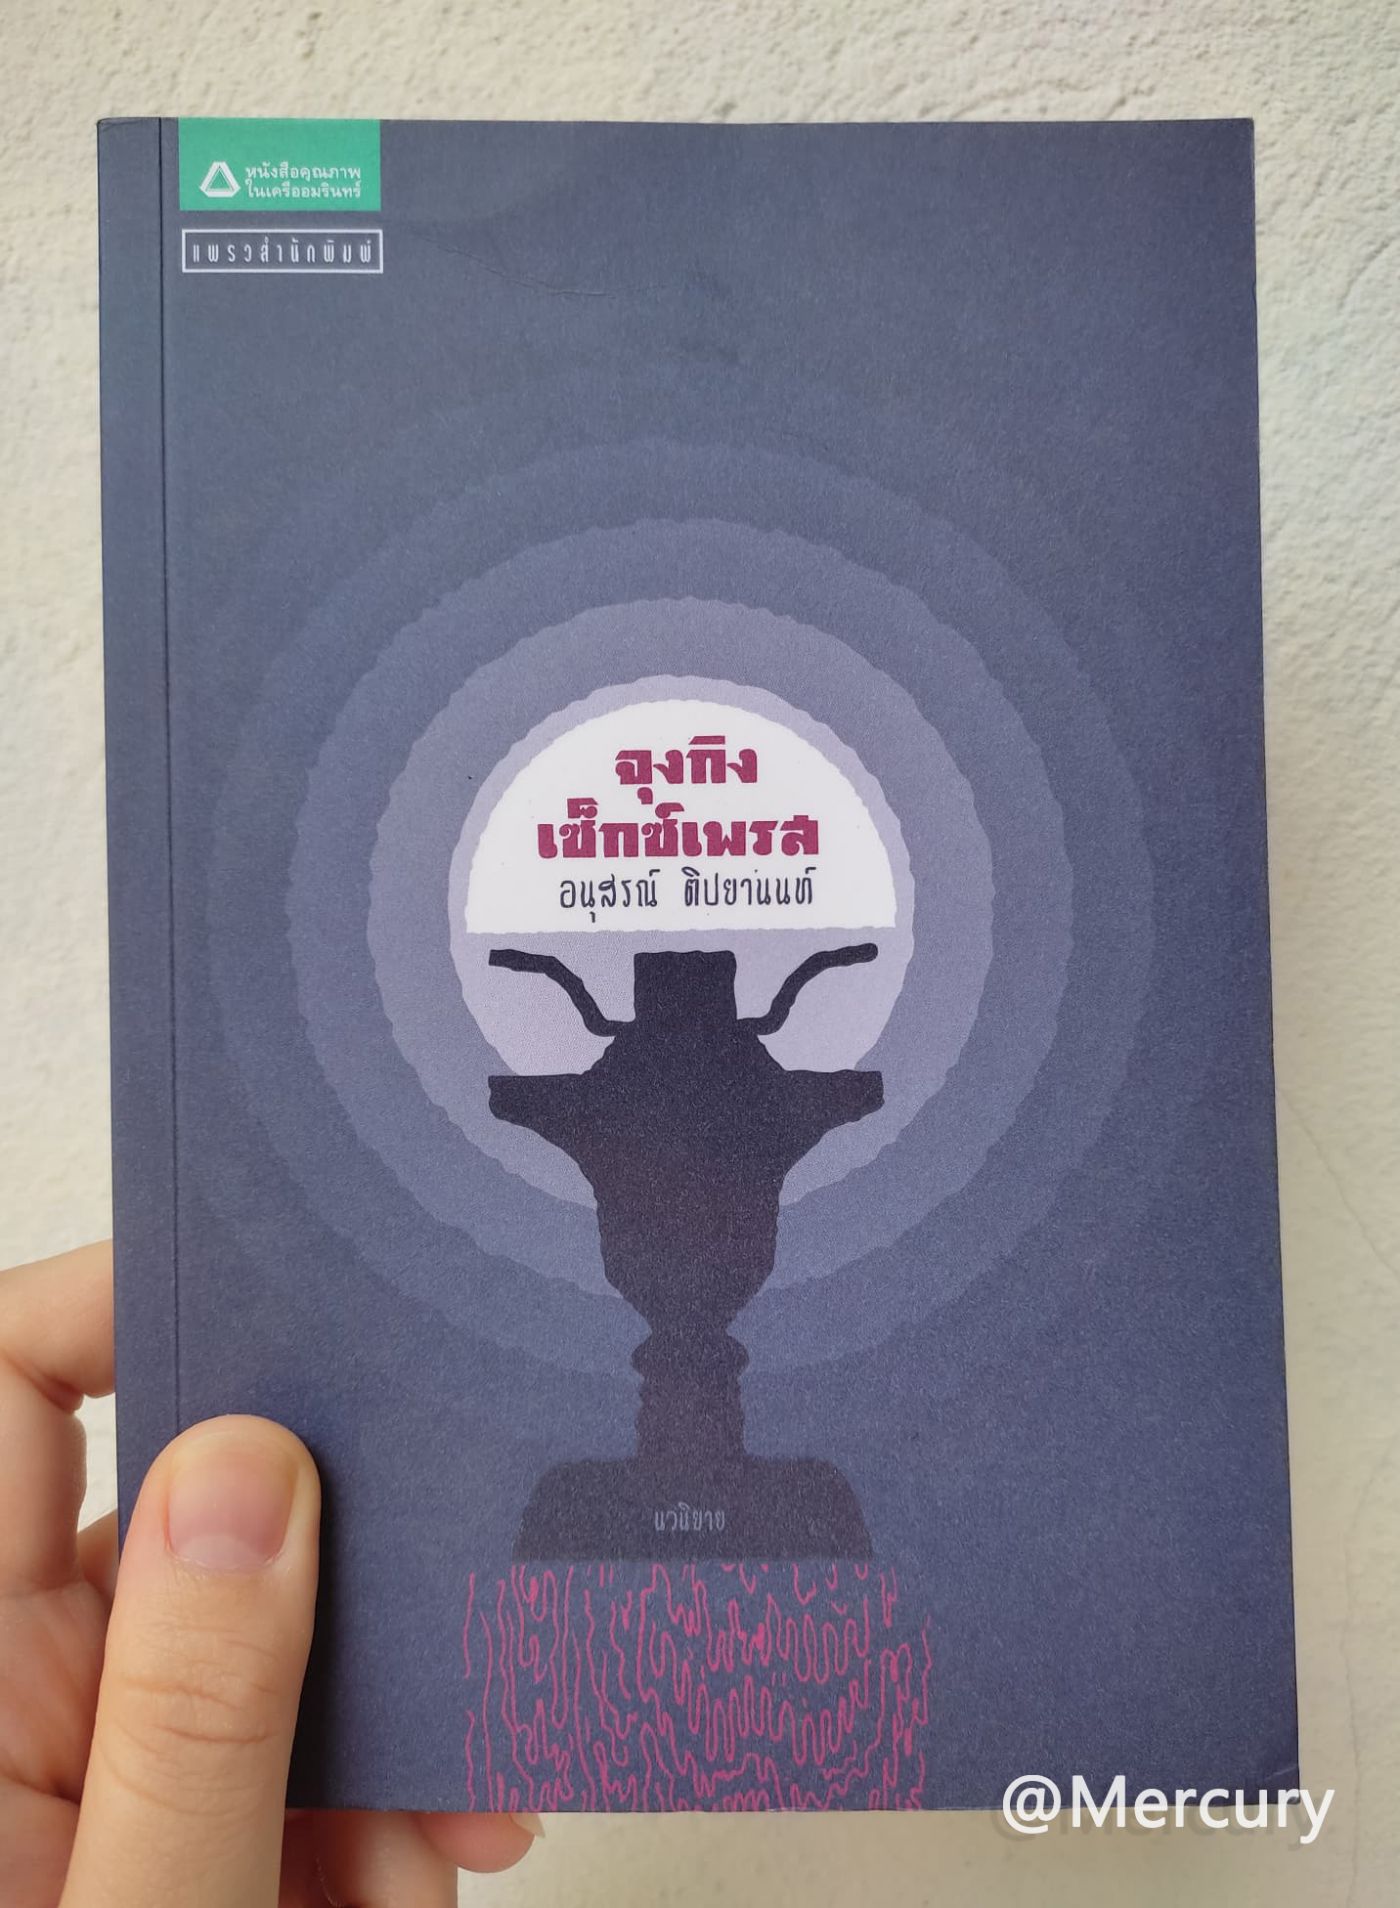 หนังสือคุณภาพ
ในเครืออมรินทร์
แพรวสำนักพิมพ์
ฉุงกิง
เซ็กซ์เพรส
อนุสรณ์ ติปยานนท์
นวนิยาย
@Mercury